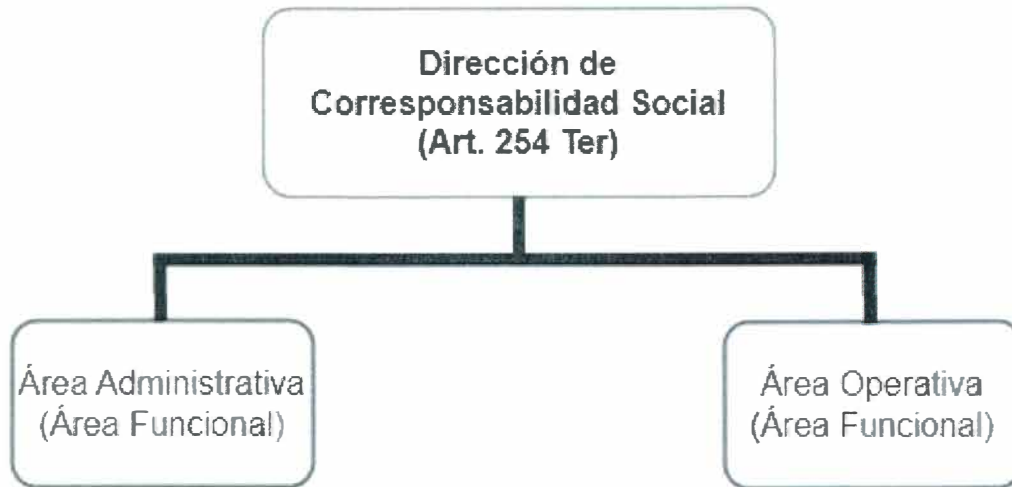 Dirección de
Corresponsabilidad Social
(Art. 254 Ter)
Área Administrativa
(Área Funcional)
Área Operativa
(Área Funcional)